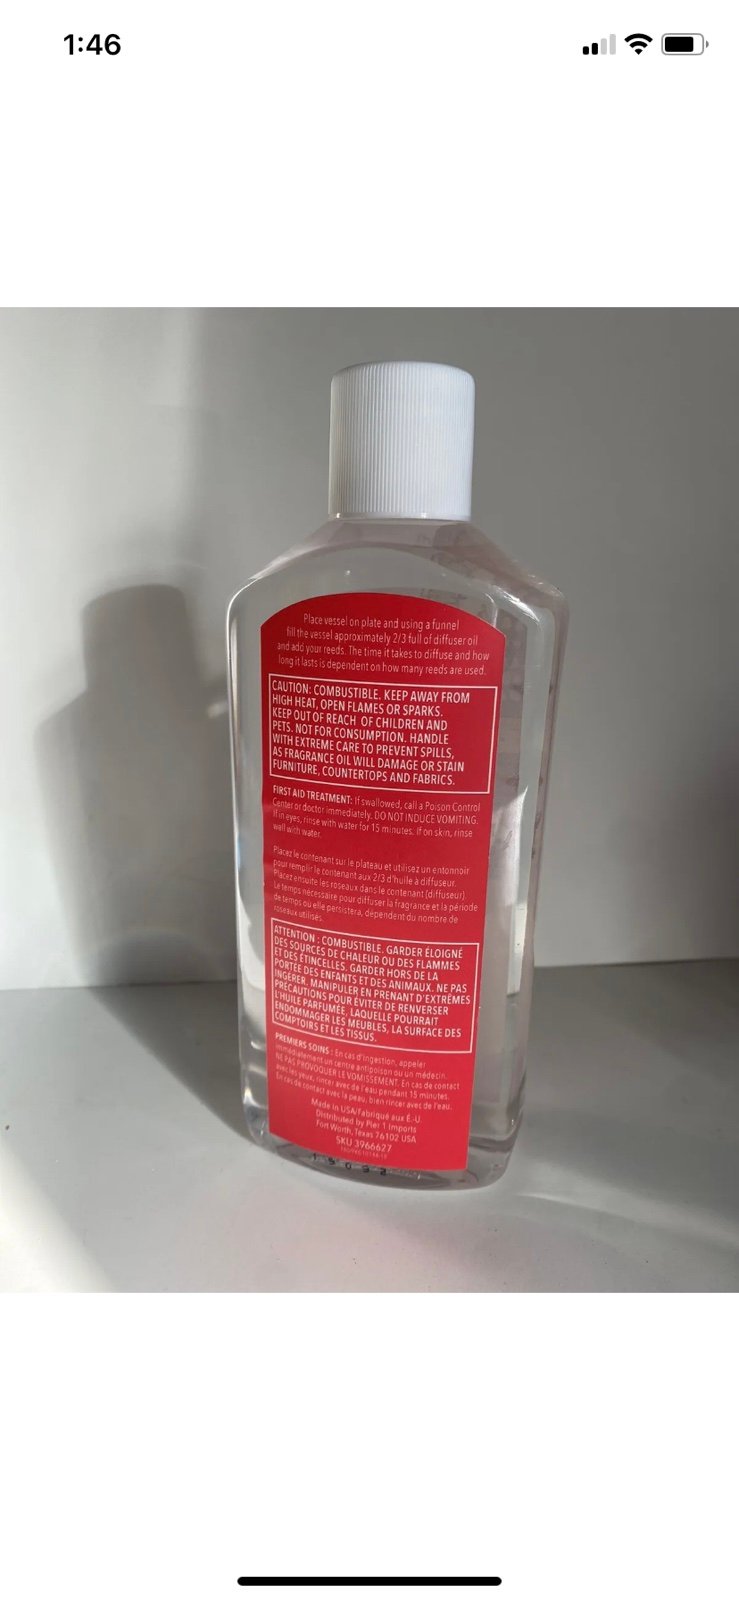 1:46
Place vessel on plate and using a funnel
fill the vessel approximately 2/3 full of diffuser oil
and add your reeds. The time it takes to diffuse and how
long it lasts is dependent on how many reeds are used.
CAUTION: COMBUSTIBLE. KEEP AWAY FROM
HIGH HEAT, OPEN FLAMES OR SPARKS.
KEEP OUT OF REACH OF CHILDREN AND
PETS. NOT FOR CONSUMPTION. HANDLE
WITH EXTREME CARE TO PREVENT SPILLS,
AS FRAGRANCE OIL WILL DAMAGE OR STAIN
FURNITURE, COUNTERTOPS AND FABRICS.
FIRST AID TREATMENT: If swallowed, call a Poison Control
Center or doctor immediately. DO NOT INDUCE VOMITING.
If in eyes, rinse with water for 15 minutes. If on skin, rinse
well with water.
Placez le contenant sur le plateau et utilisez un entonnoir
pour remplir le contenant aux 2/3 d'huile à diffuseur.
Placez ensuite les roseaux dans le contenant (diffuseur).
Le temps nécessaire pour diffuser la fragrance et la période
de temps où elle persistera, dépendent du nombre de
roseaux utilisés.
ATTENTION : COMBUSTIBLE. GARDER ÉLOIGNÉ
DES SOURCES DE CHALEUR OU DES FLAMMES
ET DES ÉTINCELLES. GARDER HORS DE LA
PORTÉE DES ENFANTS ET DES ANIMAUX. NE PAS
INGÉRER. MANIPULER EN PRENANT D'EXTRÊMES
PRÉCAUTIONS POUR ÉVITER DE RENVERSER
L'HUILE PARFUMÉE, LAQUELLE POURRAIT
ENDOMMAGER LES MEUBLES, LA SURFACE DES
COMPTOIRS ET LES TISSUS.
PREMIERS SOINS : En cas d'ingestion, appeler
immédiatement un centre antipoison ou un médecin.
NE PAS PROVOQUER LE VOMISSEMENT. En cas de contact
avec les yeux, rincer avec de l'eau pendant 15 minutes.
En cas de contact avec la peau, bien rincer avec de l'eau.
Made in USA/Fabriqué aux É.-U
Distributed by Pier 1 Imports
Fort Worth, Texas 76102 USA
SKU 3966627